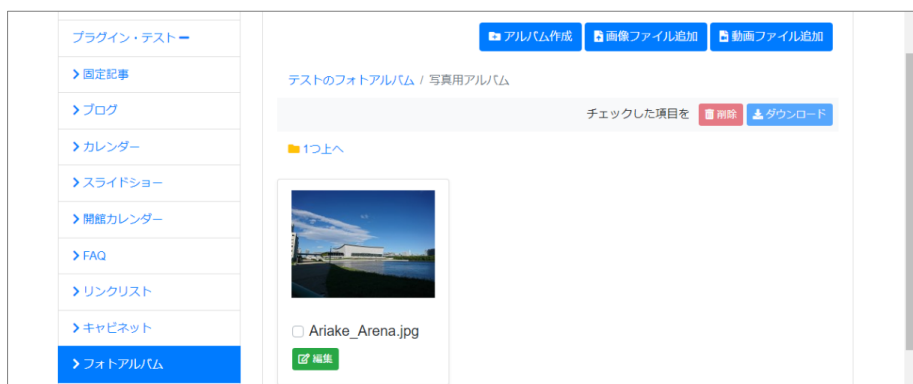 プラグイン・テスト
アルバム作成
画像ファイル追加
動画ファイル追加
固定記事
ブログ
カレンダー
スライドショー
開館カレンダー
FAQ
リンクリスト
キャビネット
フォトアルバム
テストのフォトアルバム / 写真用アルバム
チェックした項目を 削除 ダウンロード
1つ上へ
Ariake_Arena.jpg
編集